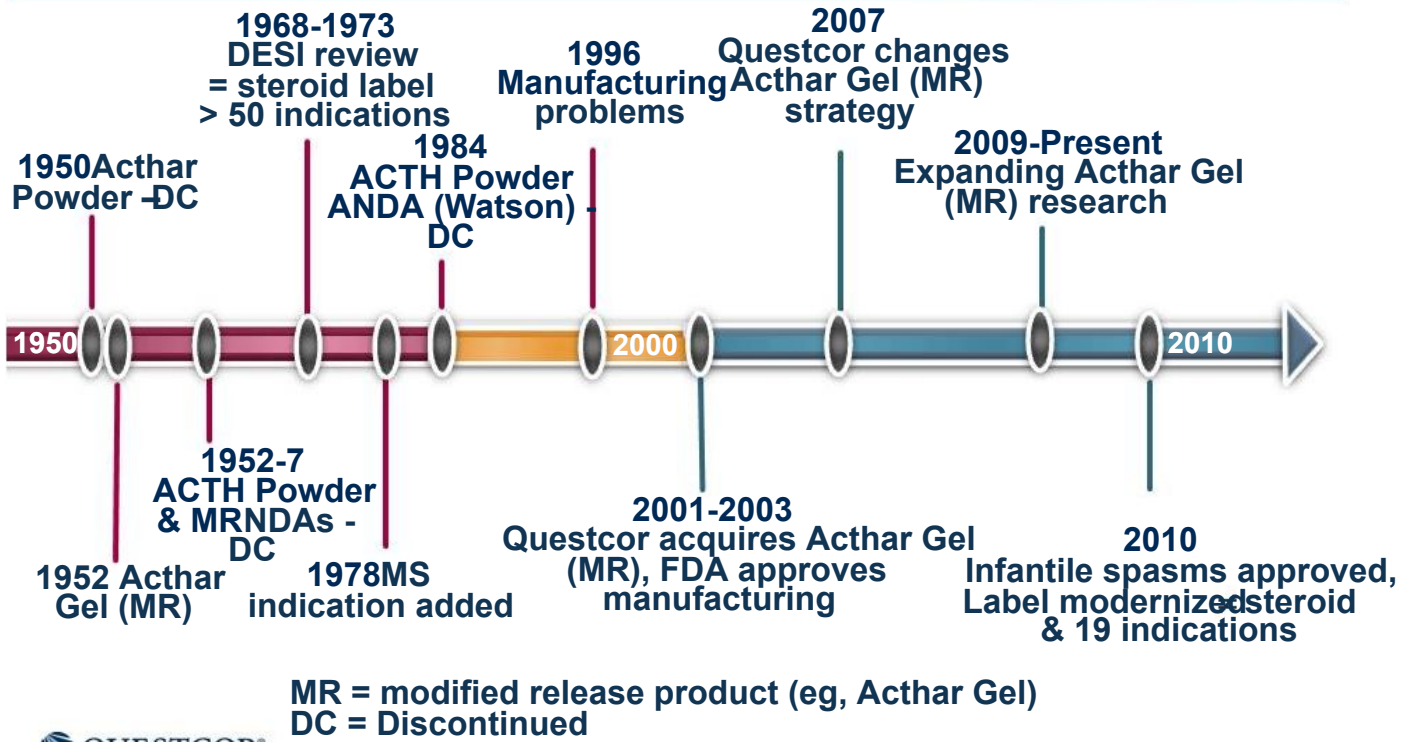 1968-1973
DESI review
= steroid label
> 50 indications
1996
Manufacturing
problems
2007
Questcor changes
Acthar Gel (MR)
strategy
1950Acthar
Powder –DC
1984
ACTH Powder
ANDA (Watson) -
DC
2009-Present
Expanding Acthar Gel
(MR) research
1950
2000
2010
1952 Acthar
Gel (MR)
1952-7
ACTH Powder
& MRNDAs -
DC
1978MS
indication added
2001-2003
Questcor acquires Acthar Gel
(MR), FDA approves
manufacturing
2010
Infantile spasms approved,
Label modernized steroid
& 19 indications
MR = modified release product (eg, Acthar Gel)
DC = Discontinued
QUESTCOR